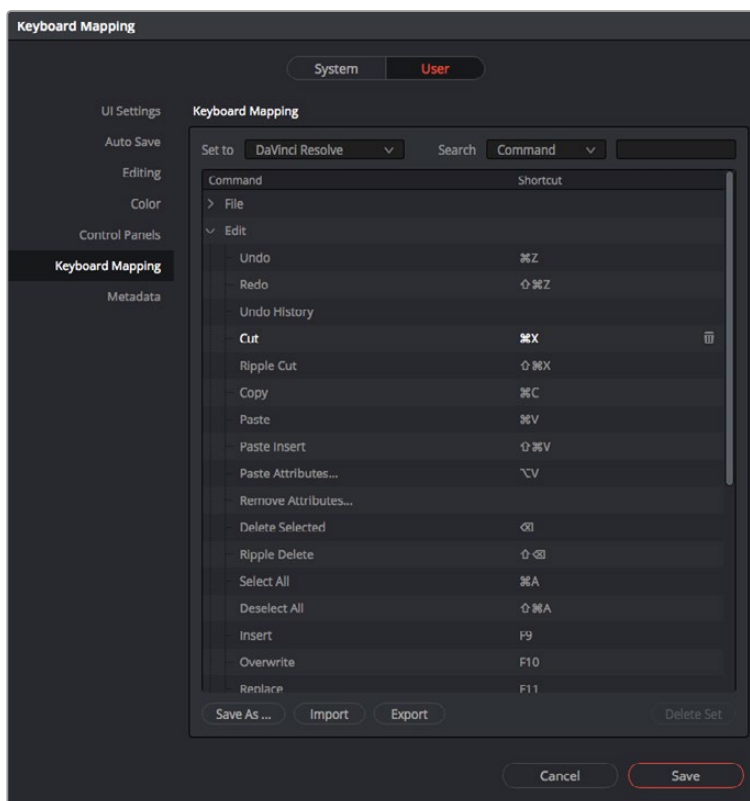 Keyboard Mapping
System User
UI Settings
Auto Save
Editing
Color
Control Panels
Keyboard Mapping
Metadata
Keyboard Mapping
Set to DaVinci Resolve Search Command
Command Shortcut
File
Edit
Undo ⌘Z
Redo ⇧⌘Z
Undo History
Cut ⌘X
Ripple Cut ⇧⌘X
Copy ⌘C
Paste ⌘V
Paste Insert ⇧⌘V
Paste Attributes... ⌥V
Remove Attributes...
Delete Selected ⌫
Ripple Delete ⇧⌫
Select All ⌘A
Deselect All ⇧⌘A
Insert F9
Overwrite F10
Replace F11
Save As ... Import Export Delete Set
Cancel Save